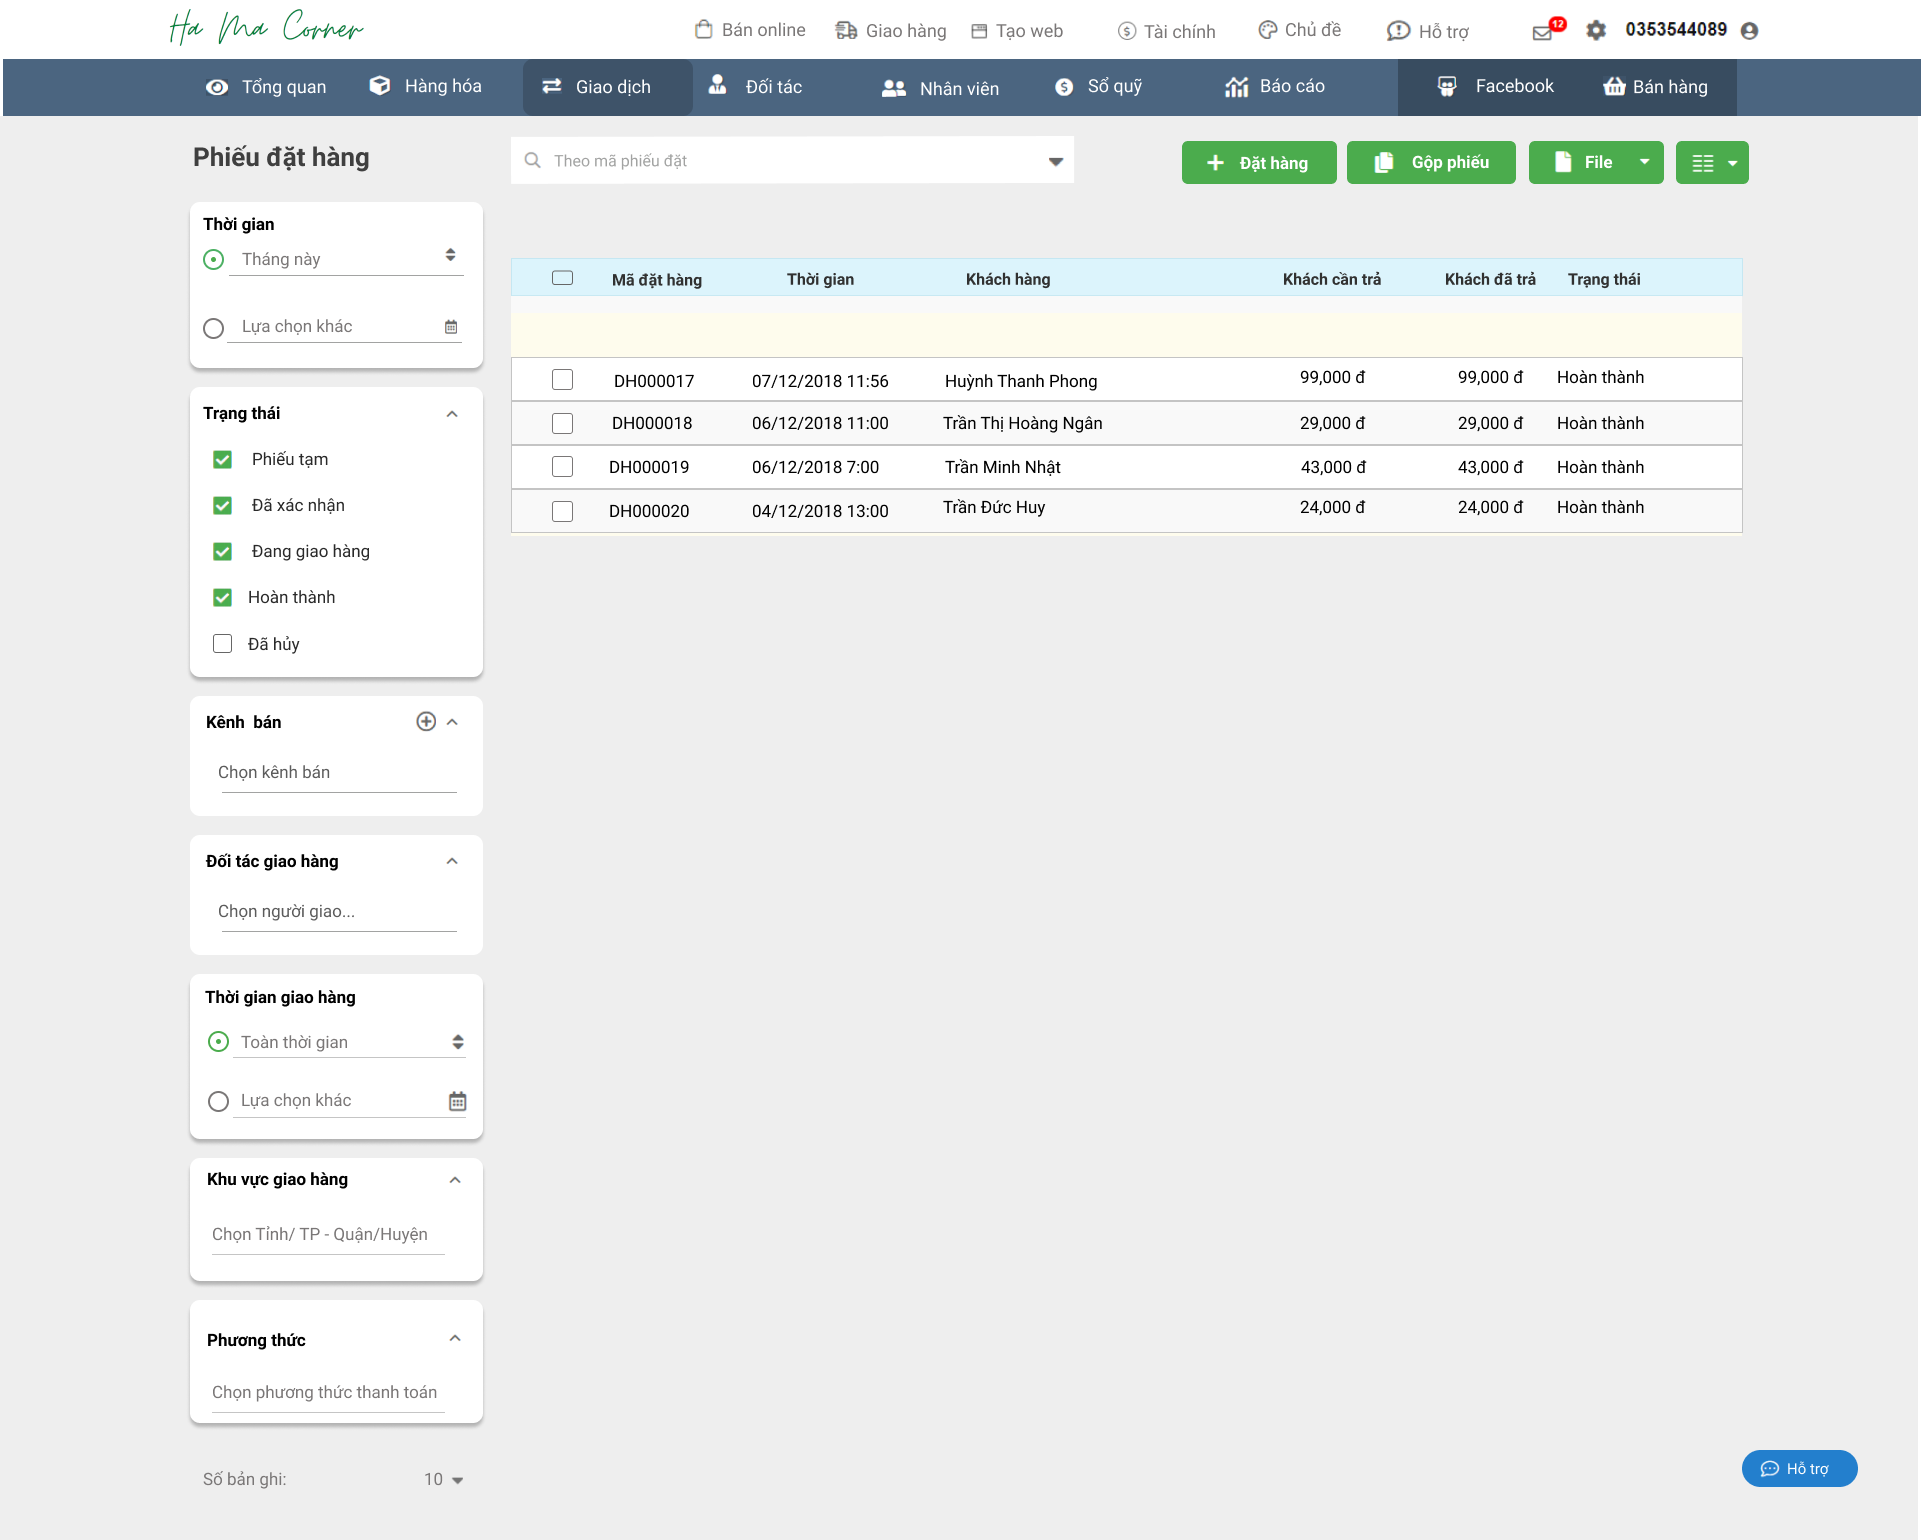 Ha Ma Corner
Bán online Giao hàng Tạo web Tài chính Chủ đề Hỗ trợ 12 0353544089
Tổng quan Hàng hóa Giao dịch Đối tác Nhân viên Sổ quỹ Báo cáo Facebook Bán hàng
Phiếu đặt hàng
Theo mã phiếu đặt
Đặt hàng Gộp phiếu File
Thời gian
Tháng này
Lựa chọn khác
Trạng thái
Phiếu tạm
Đã xác nhận
Đang giao hàng
Hoàn thành
Đã hủy
Kênh bán
Chọn kênh bán
Đối tác giao hàng
Chọn người giao...
Thời gian giao hàng
Toàn thời gian
Lựa chọn khác
Khu vực giao hàng
Chọn Tỉnh/ TP - Quận/Huyện
Phương thức
Chọn phương thức thanh toán
Số bản ghi: 10
Mã đặt hàng Thời gian Khách hàng Khách cần trả Khách đã trả Trạng thái
DH000017 07/12/2018 11:56 Huỳnh Thanh Phong 99,000 đ 99,000 đ Hoàn thành
DH000018 06/12/2018 11:00 Trần Thị Hoàng Ngân 29,000 đ 29,000 đ Hoàn thành
DH000019 06/12/2018 7:00 Trần Minh Nhật 43,000 đ 43,000 đ Hoàn thành
DH000020 04/12/2018 13:00 Trần Đức Huy 24,000 đ 24,000 đ Hoàn thành
Hỗ trợ